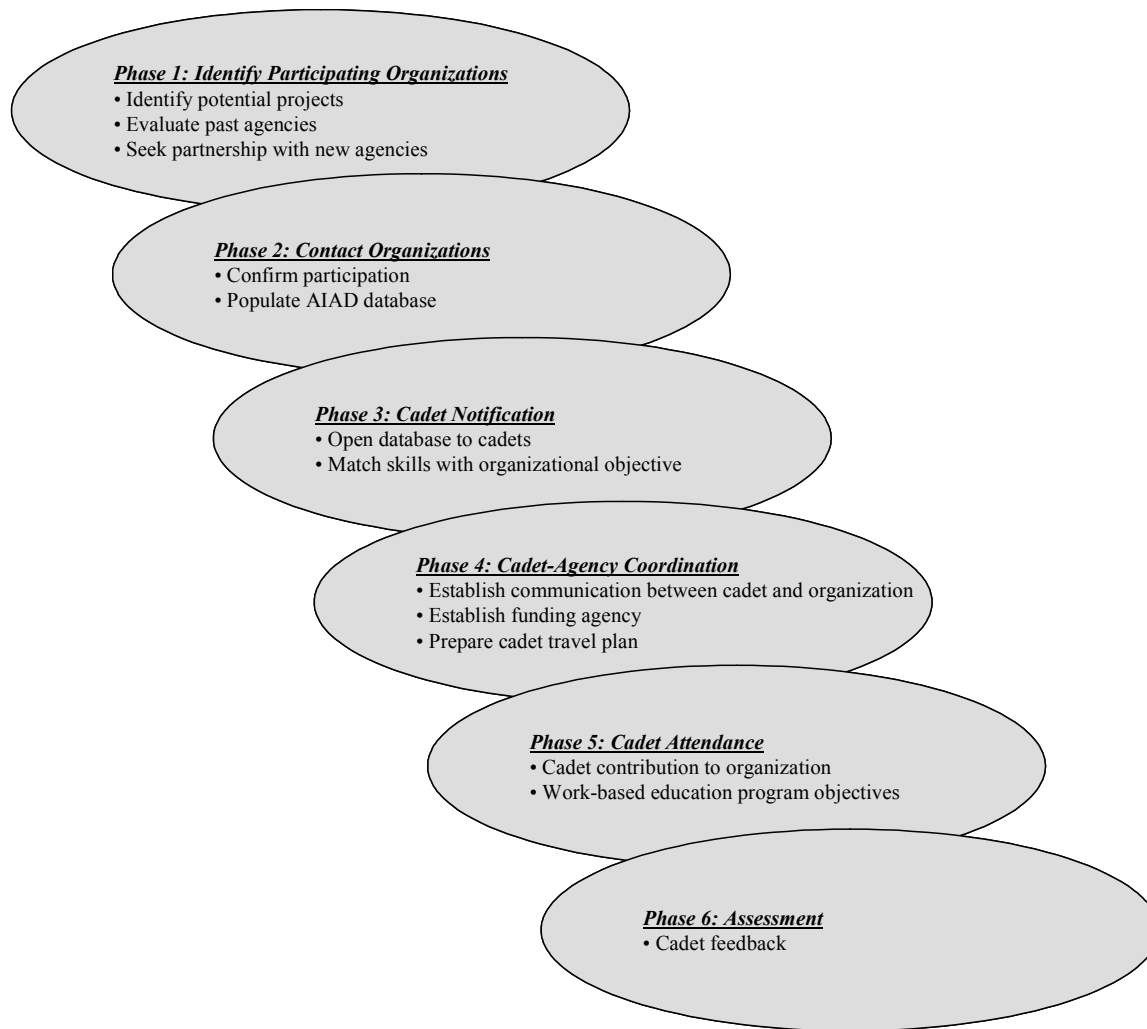 Phase 1: Identify Participating Organizations
• Identify potential projects
• Evaluate past agencies
• Seek partnership with new agencies
Phase 2: Contact Organizations
• Confirm participation
• Populate AIAD database
Phase 3: Cadet Notification
• Open database to cadets
• Match skills with organizational objective
Phase 4: Cadet-Agency Coordination
• Establish communication between cadet and organization
• Establish funding agency
• Prepare cadet travel plan
Phase 5: Cadet Attendance
• Cadet contribution to organization
• Work-based education program objectives
Phase 6: Assessment
• Cadet feedback